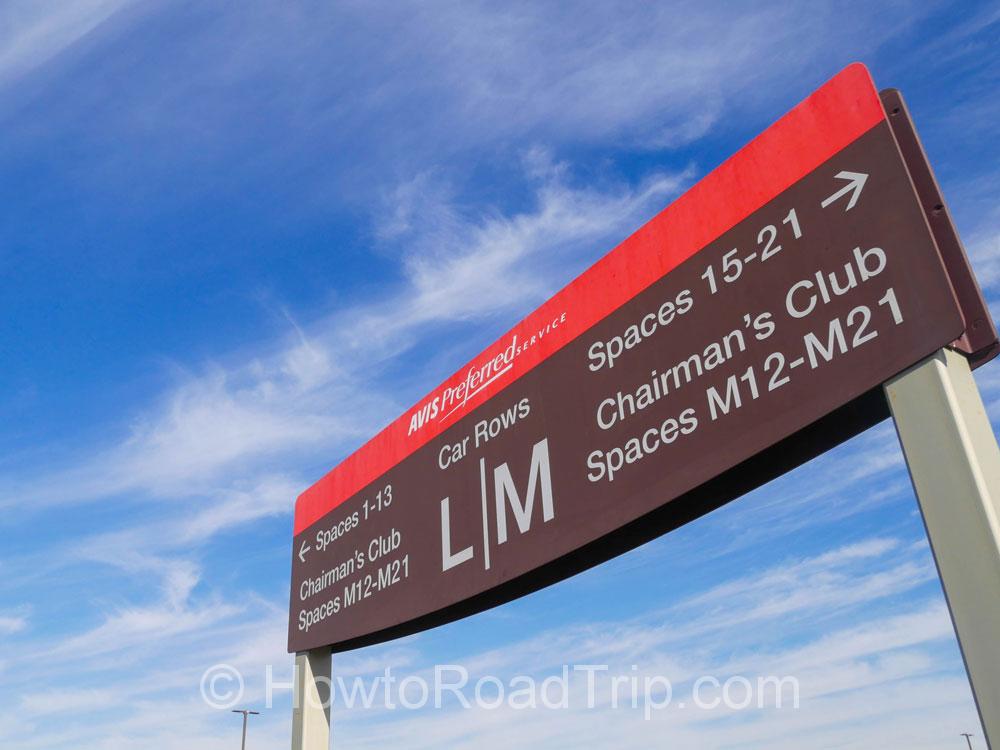 AVIS Preferred SERVICE
Car Rows
L|M
← Spaces 1-13
Chairman's Club
Spaces M12-M21
Spaces 15-21 →
Chairman's Club
Spaces M12-M21
© HowtoRoadTrip.com